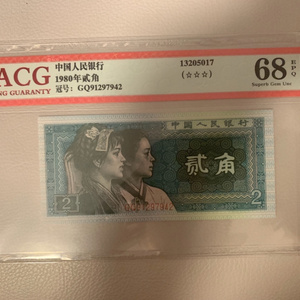 ACG
NG GUARANTY
中国人民银行
1980年贰角
冠号: GQ91297942
13205017
(☆☆☆)
68 EPQ
Superb Gem Unc
中国人民银行
贰角
GQ91297942
2
2